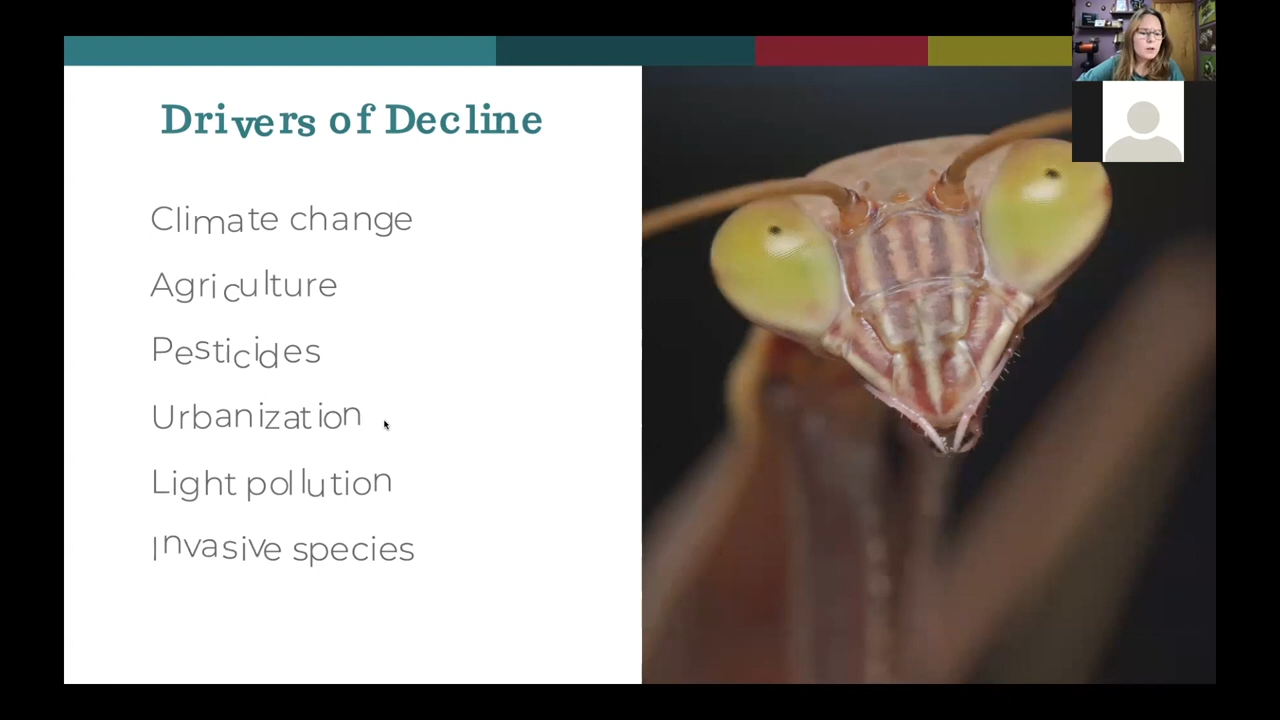 Drivers of Decline
Climate change
Agriculture
Pesticides
Urbanization
Light pollution
Invasive species